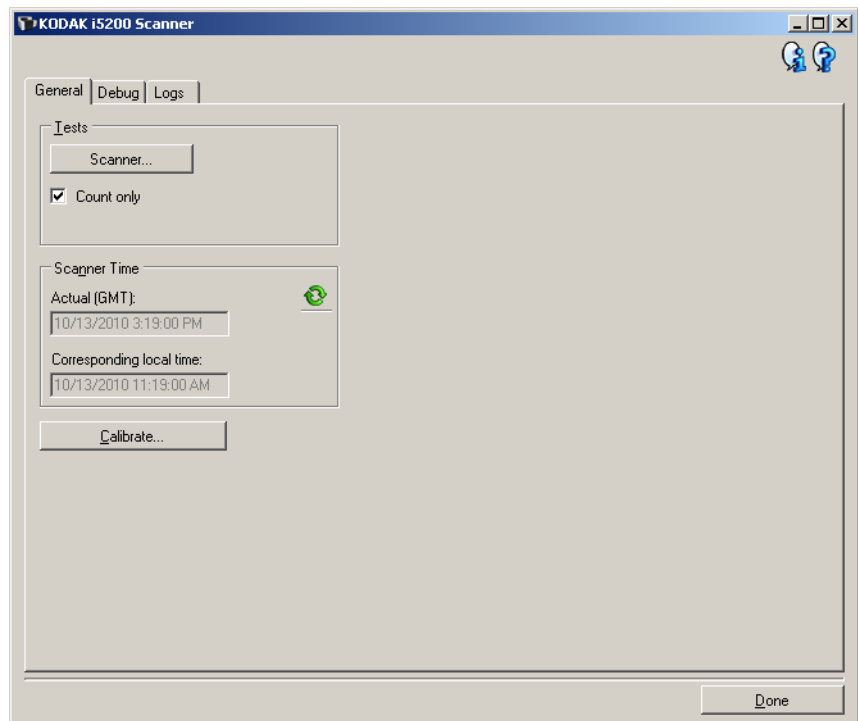 KODAK i5200 Scanner
General Debug Logs
Tests
Scanner...
Count only
Scanner Time
Actual (GMT):
10/13/2010 3:19:00 PM
Corresponding local time:
10/13/2010 11:19:00 AM
Calibrate...
Done